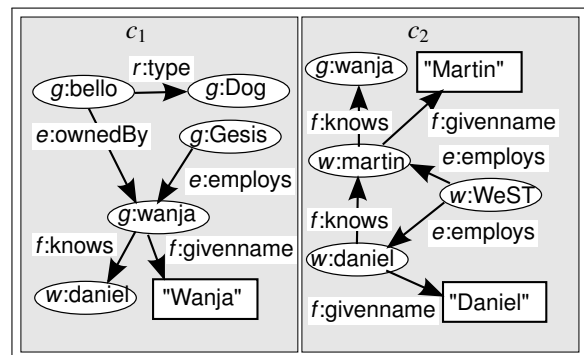 c1
g:bello
r:type
g:Dog
e:ownedBy
g:Gesis
e:employs
g:wanja
f:knows
f:givenname
w:daniel
"Wanja"
c2
g:wanja
"Martin"
f:knows
f:givenname
w:martin
e:employs
w:WeST
f:knows
e:employs
w:daniel
f:givenname
"Daniel"